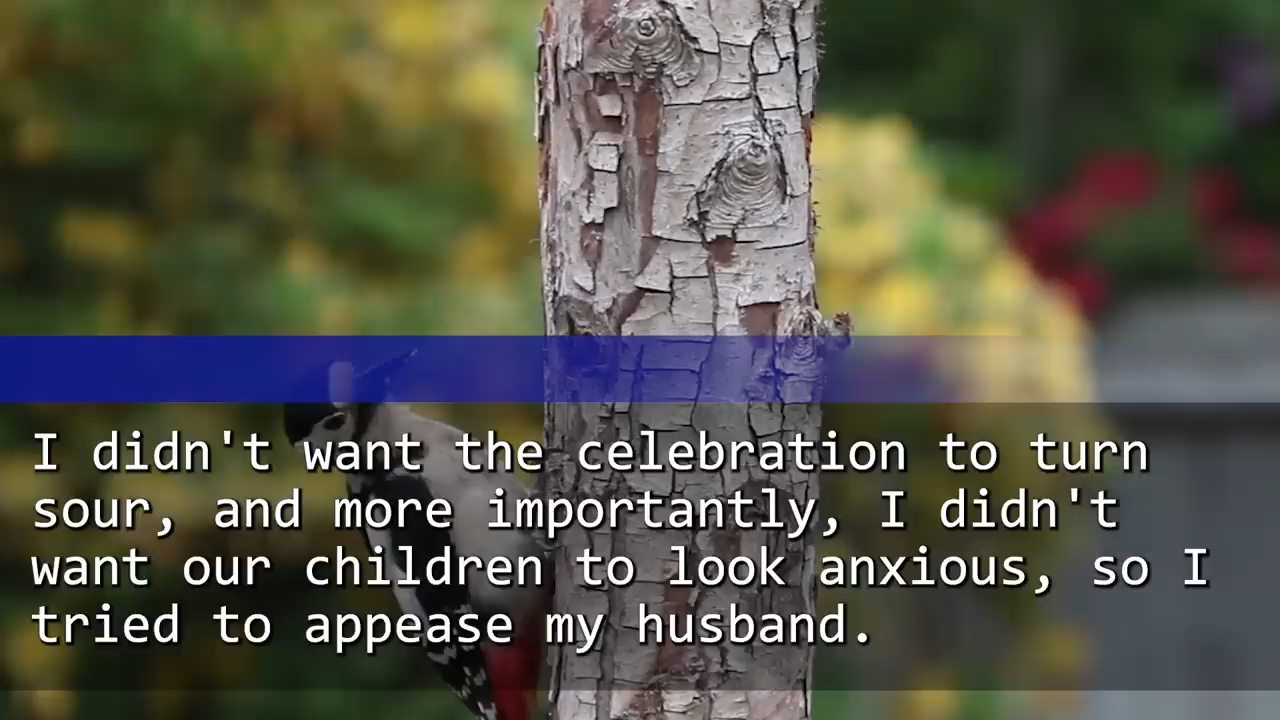 I didn't want the celebration to turn
sour, and more importantly, I didn't
want our children to look anxious, so I
tried to appease my husband.